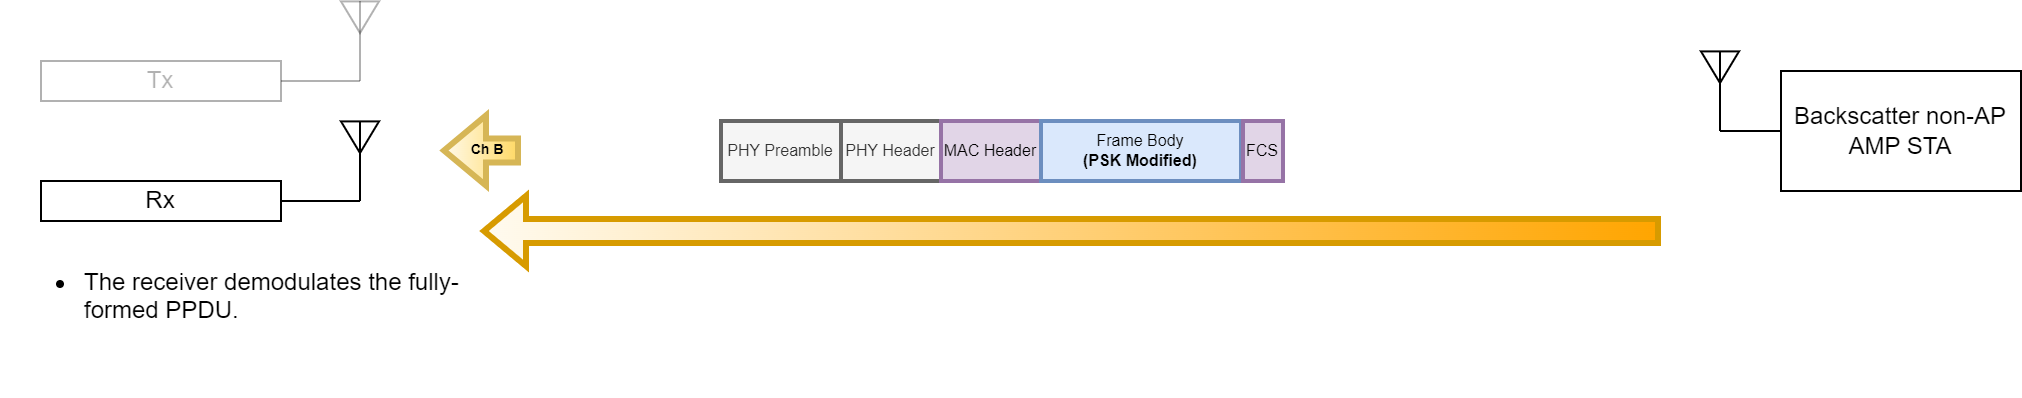 Tx
Rx
Ch B
PHY Preamble
PHY Header
MAC Header
Frame Body
(PSK Modified)
FCS
Backscatter non-AP
AMP STA
• The receiver demodulates the fully-
formed PPDU.